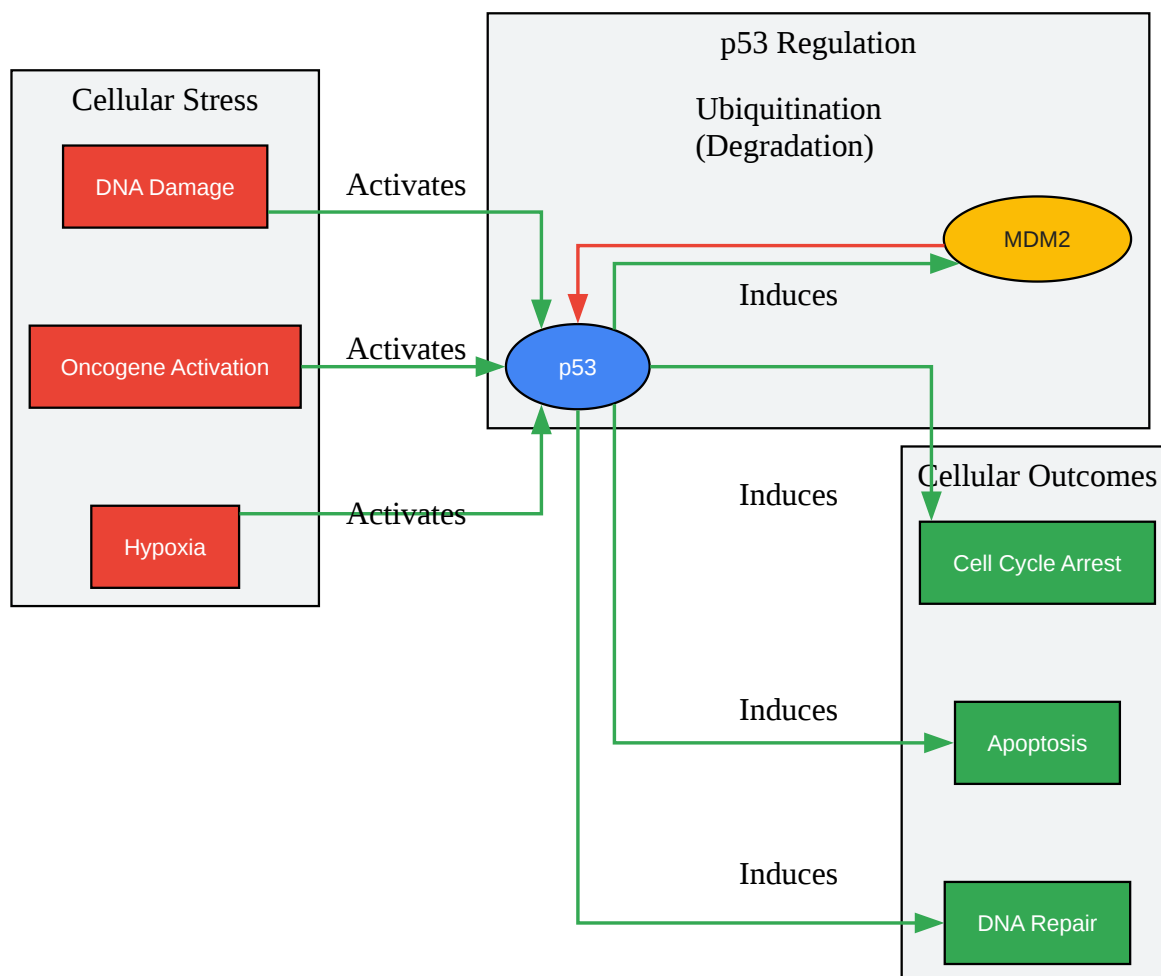 p53 Regulation
Cellular Stress
Ubiquitination
(Degradation)
DNA Damage
Activates
MDM2
Induces
Oncogene Activation
Activates
p53
Cellular Outcomes
Hypoxia
Activates
Induces
Cell Cycle Arrest
Induces
Apoptosis
Induces
DNA Repair